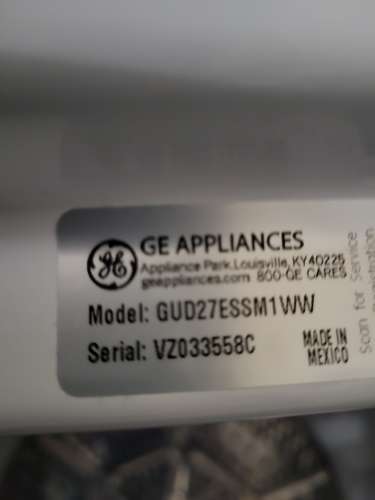 GE APPLIANCES
Appliance Park, Louisville, KY40225
geappliances.com 800-GE CARES
Model: GUD27ESSM1WW
Serial: VZ033558C
MADE IN
MEXICO
Scan for Service